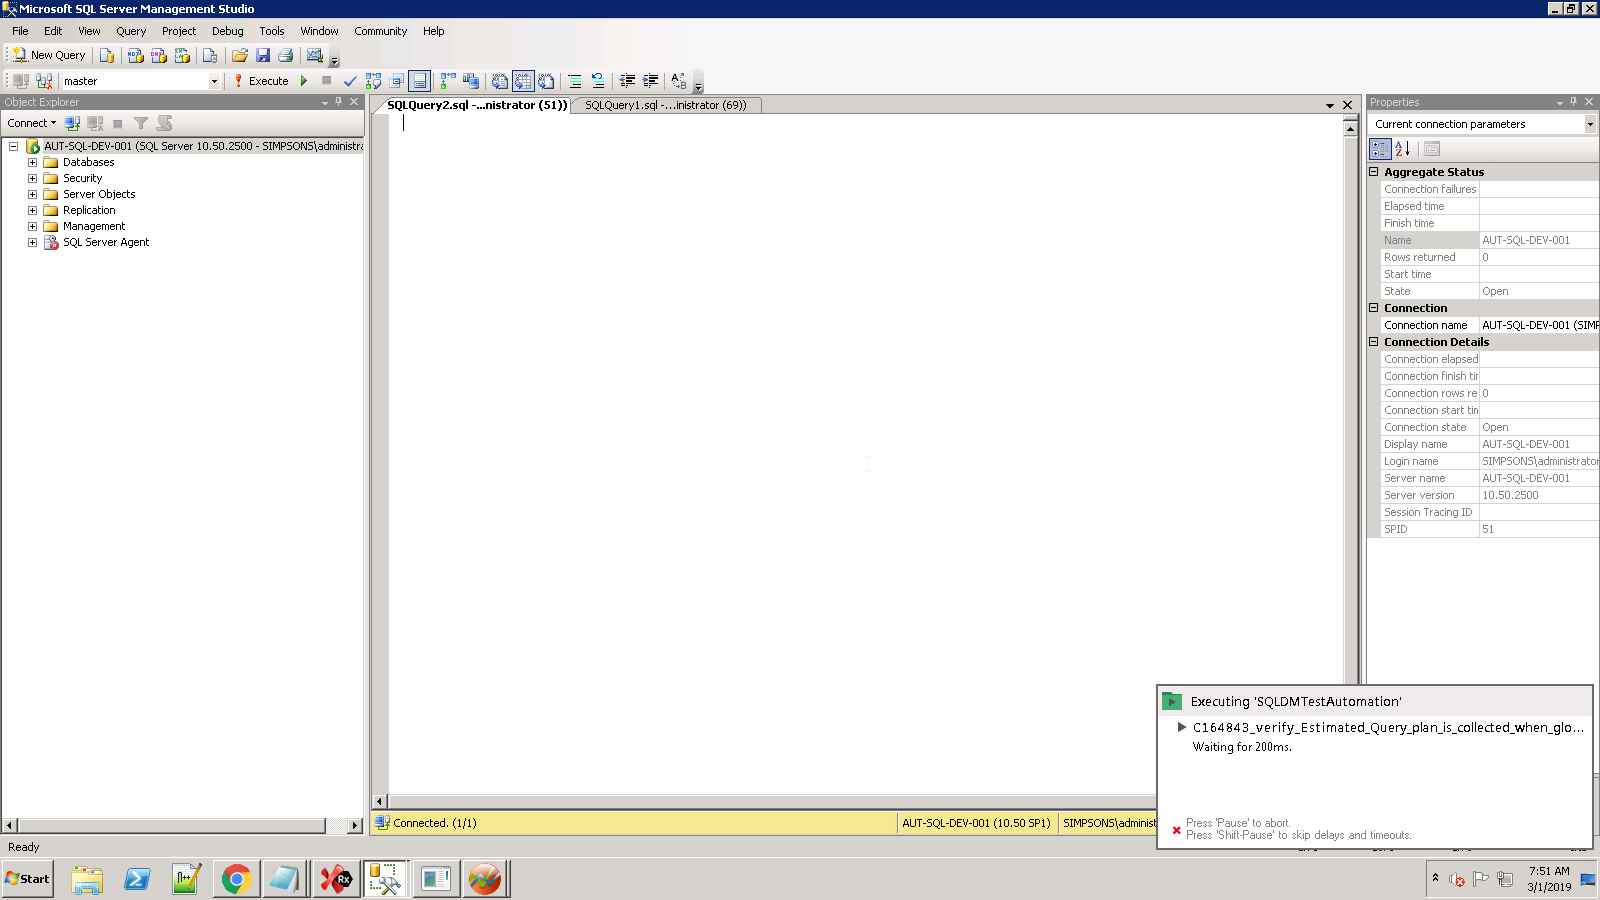 Microsoft SQL Server Management Studio
File Edit View Query Project Debug Tools Window Community Help
New Query
master Execute
Object Explorer
Connect
AUT-SQL-DEV-001 (SQL Server 10.50.2500 - SIMPSONS\administra
Databases
Security
Server Objects
Replication
Management
SQL Server Agent
SQLQuery2.sql -...nistrator (51)) SQLQuery1.sql -...inistrator (69))
Properties
Current connection parameters
Aggregate Status
Connection failures
Elapsed time
Finish time
Name AUT-SQL-DEV-001
Rows returned 0
Start time
State Open
Connection
Connection name AUT-SQL-DEV-001 (SIMP
Connection Details
Connection elapsed
Connection finish tir
Connection rows re 0
Connection start tin
Connection state Open
Display name AUT-SQL-DEV-001
Login name SIMPSONS\administrator
Server name AUT-SQL-DEV-001
Server version 10.50.2500
Session Tracing ID
SPID 51
Executing 'SQLDMTestAutomation'
C164843_verify_Estimated_Query_plan_is_collected_when_glo...
Waiting for 200ms.
Press 'Pause' to abort.
Press 'Shift-Pause' to skip delays and timeouts.
Connected. (1/1) AUT-SQL-DEV-001 (10.50 SP1) SIMPSONS\administ
Ready
Start
7:51 AM
3/1/2019